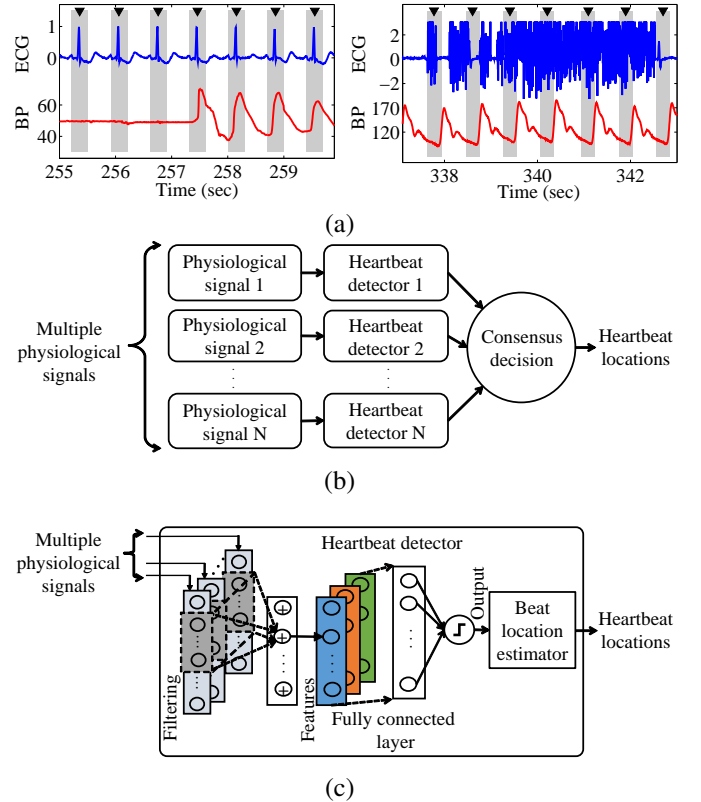 (a)
ECG
1
0
BP
60
40
255
256
257
258
259
Time (sec)
ECG
2
0
−2
BP
170
120
338
340
342
Time (sec)
(b)
Multiple
physiological
signals
Physiological
signal 1
Heartbeat
detector 1
Physiological
signal 2
Heartbeat
detector 2
Physiological
signal N
Heartbeat
detector N
Consensus
decision
Heartbeat
locations
(c)
Multiple
physiological
signals
Filtering
Features
Heartbeat detector
Fully connected
layer
Output
Beat
location
estimator
Heartbeat
locations